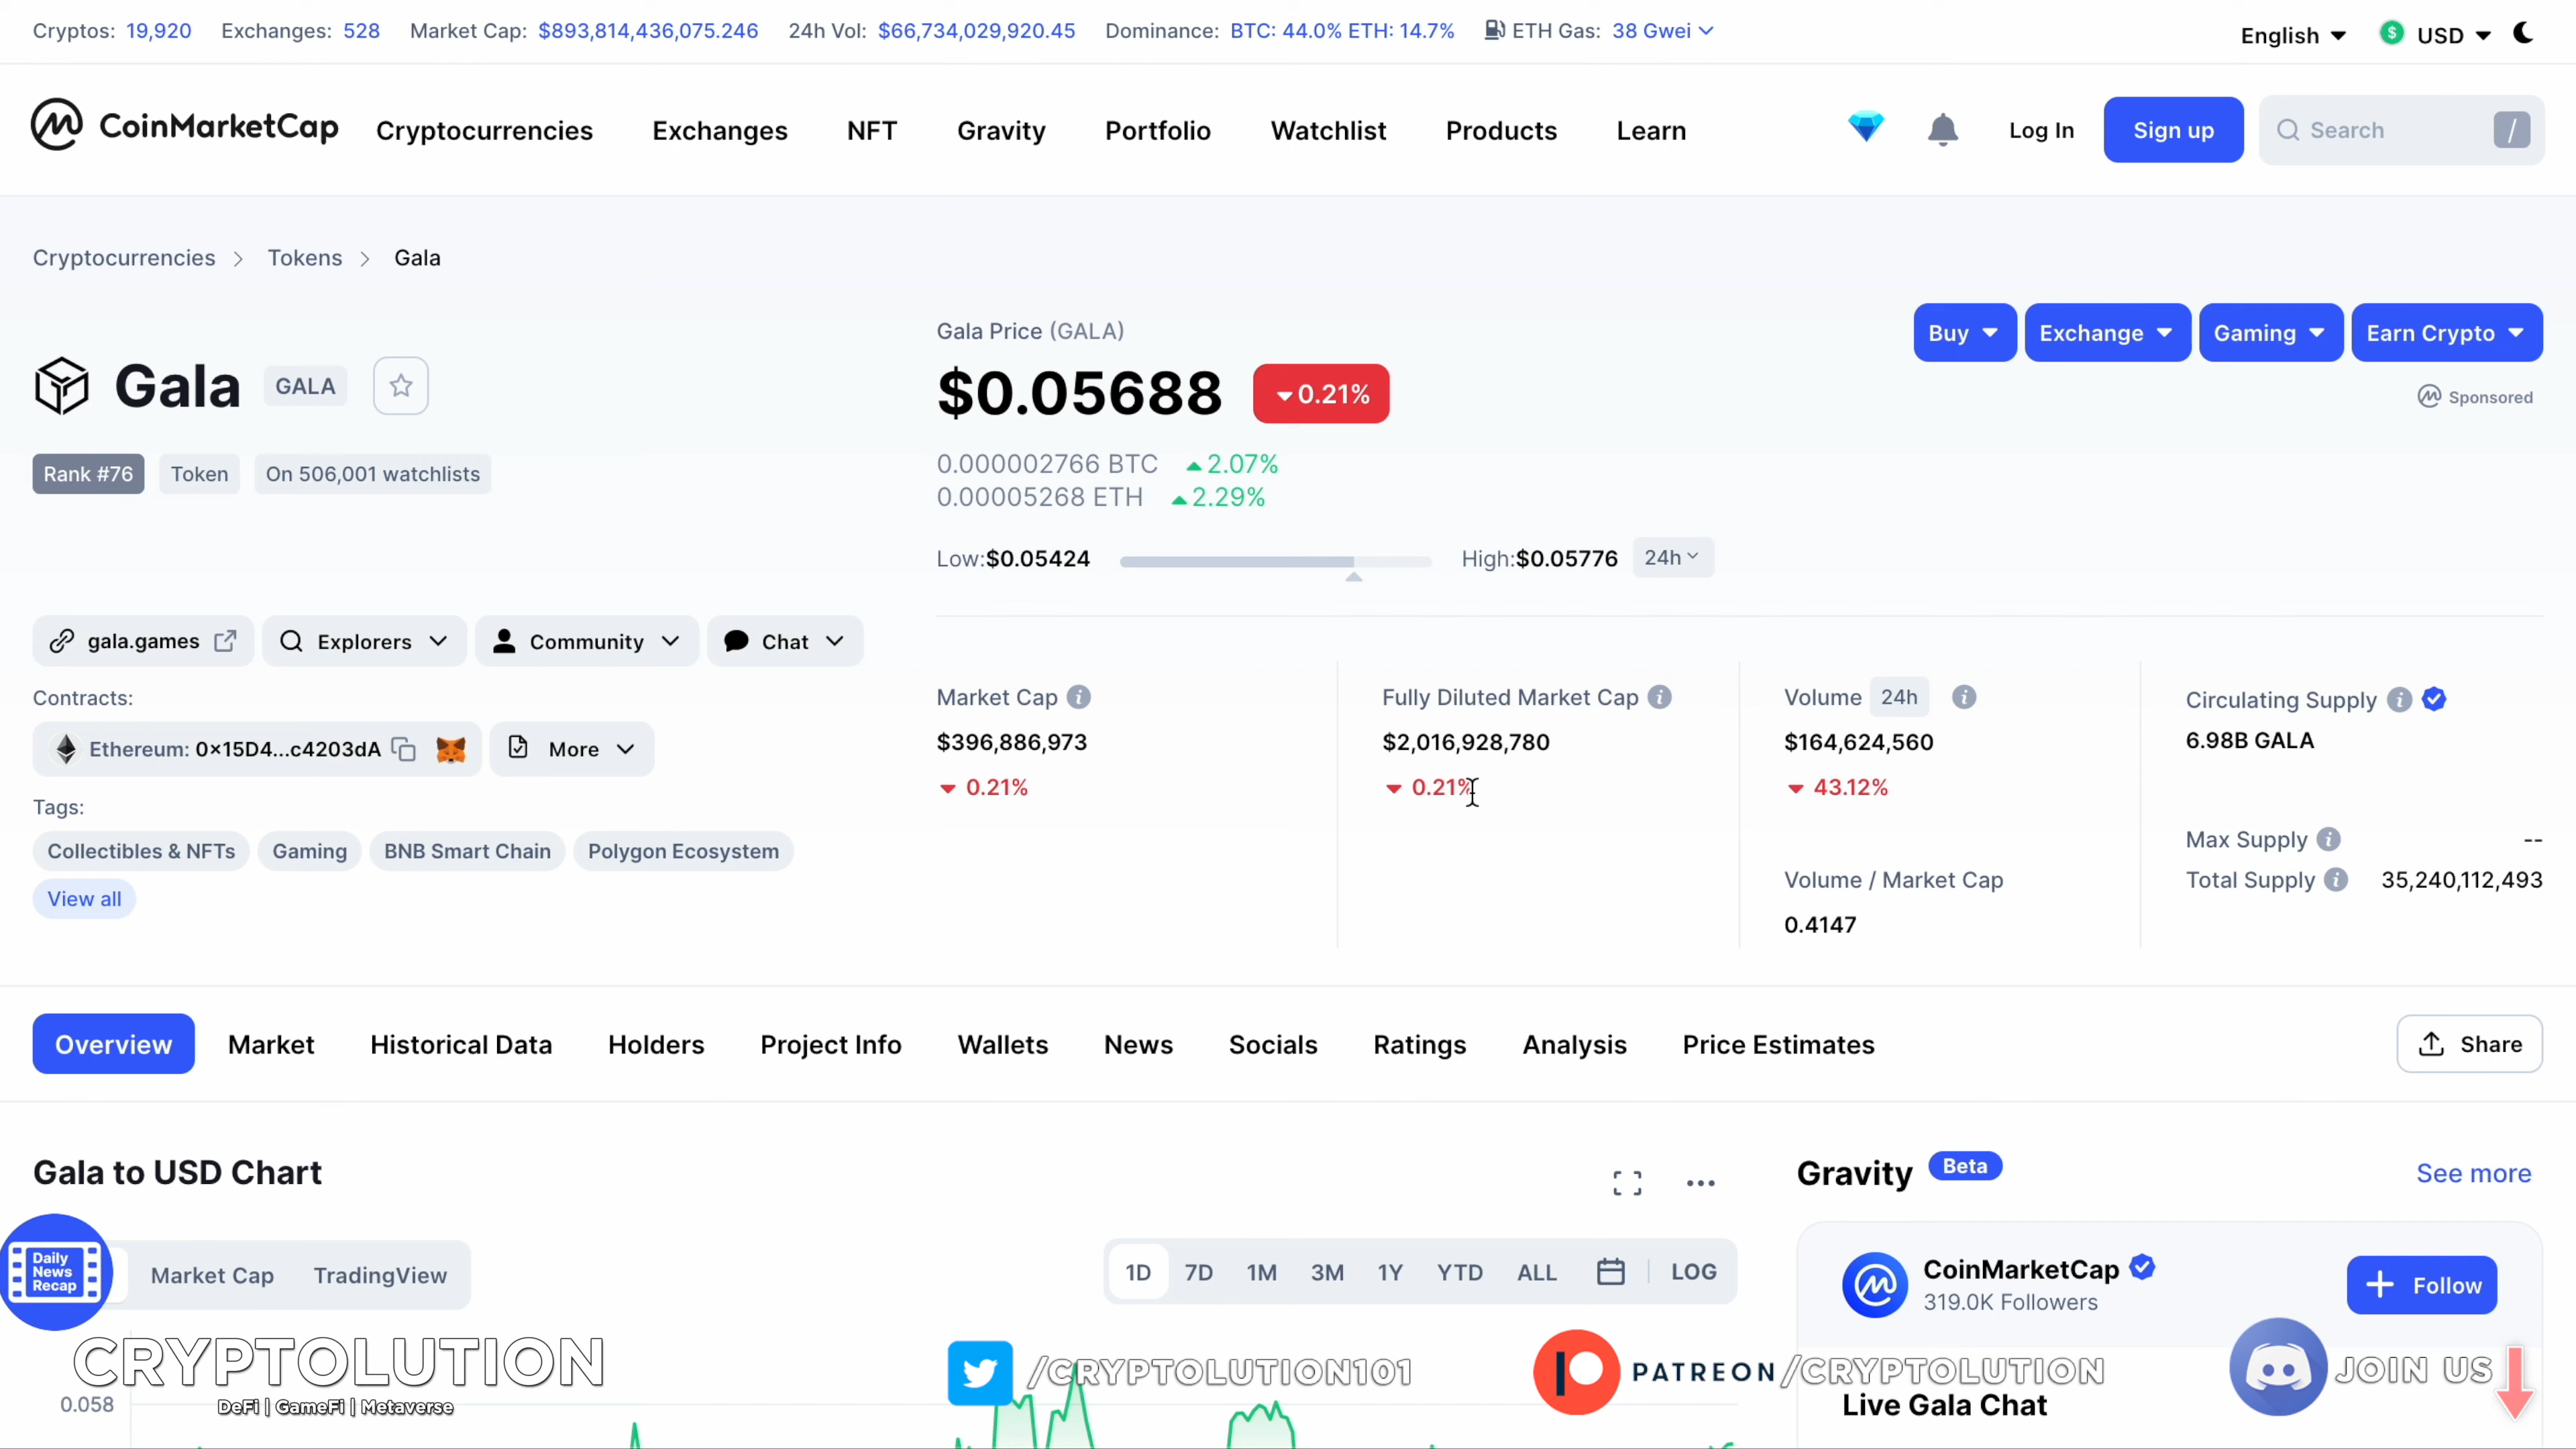 Cryptos: 19,920 Exchanges: 528 Market Cap: $893,814,436,075.246 24h Vol: $66,734,029,920.45 Dominance: BTC: 44.0% ETH: 14.7% ETH Gas: 38 Gwei English USD
CoinMarketCap Cryptocurrencies Exchanges NFT Gravity Portfolio Watchlist Products Learn Log In Sign up Search /
Cryptocurrencies > Tokens > Gala
Gala Price (GALA)
Buy Exchange Gaming Earn Crypto
Gala GALA
$0.05688 0.21%
Sponsored
Rank #76 Token On 506,001 watchlists
0.000002766 BTC 2.07%
0.00005268 ETH 2.29%
Low:$0.05424 High:$0.05776 24h
gala.games Explorers Community Chat
Contracts:
Ethereum: 0x15D4...c4203dA More
Tags:
Collectibles & NFTs Gaming BNB Smart Chain Polygon Ecosystem
View all
Market Cap
$396,886,973
0.21%
Fully Diluted Market Cap
$2,016,928,780
0.21%
Volume 24h
$164,624,560
43.12%
Volume / Market Cap
0.4147
Circulating Supply
6.98B GALA
Max Supply --
Total Supply 35,240,112,493
Overview Market Historical Data Holders Project Info Wallets News Socials Ratings Analysis Price Estimates Share
Gala to USD Chart
Gravity Beta See more
Daily
News
Recap
Market Cap TradingView
1D 7D 1M 3M 1Y YTD ALL LOG
CoinMarketCap
319.0K Followers
Follow
CRYPTOLUTION
DeFi | GameFi | Metaverse
/CRYPTOLUTION101
PATREON/CRYPTOLUTION
JOIN US
0.058
Live Gala Chat